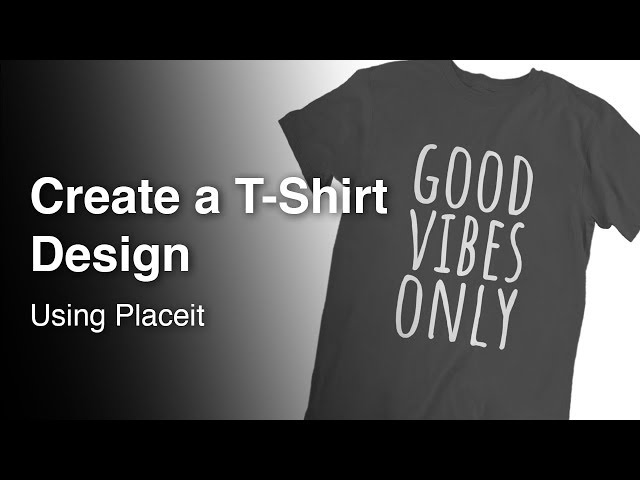 Create a T-Shirt
Design
Using Placeit
GOOD
VIBES
ONLY